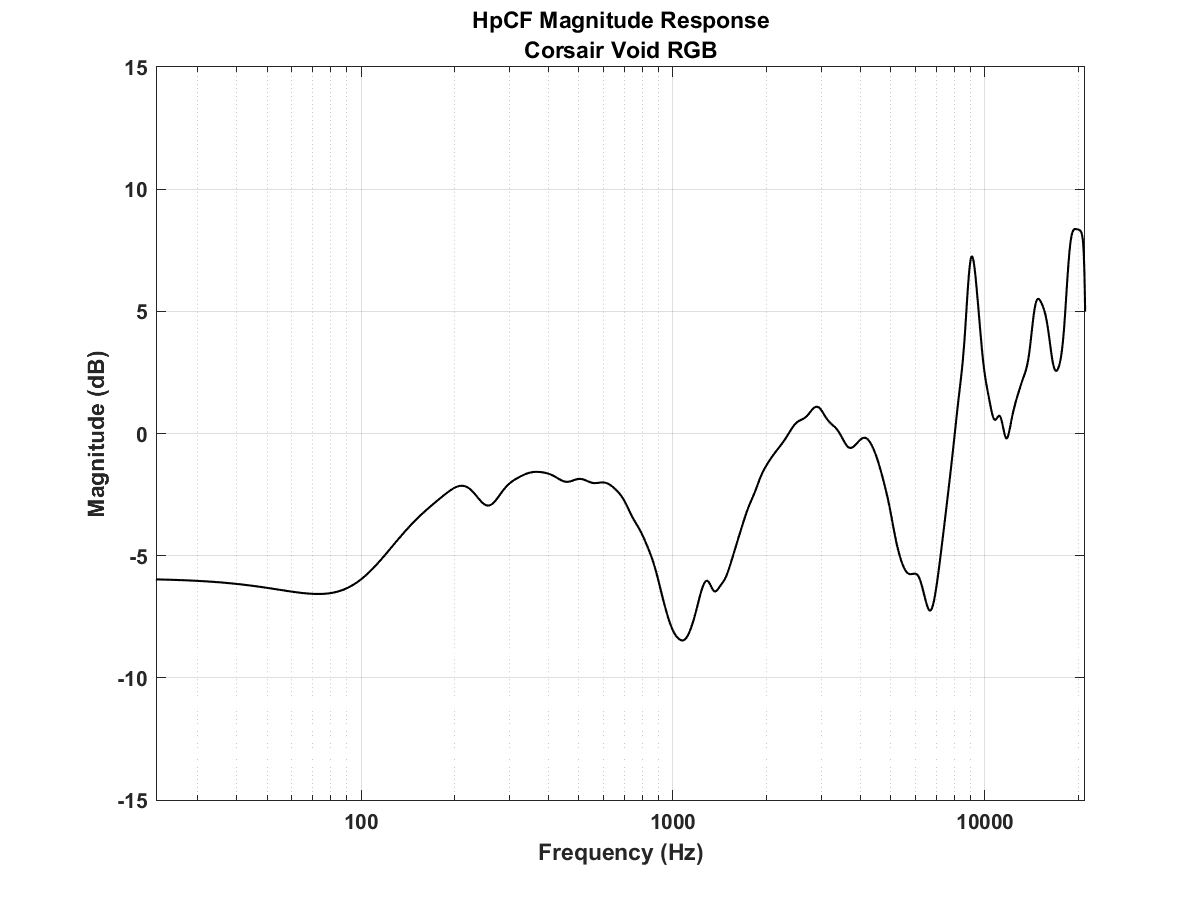 HpCF Magnitude Response
Corsair Void RGB
15
10
5
0
-5
-10
-15
Magnitude (dB)
100
1000
10000
Frequency (Hz)